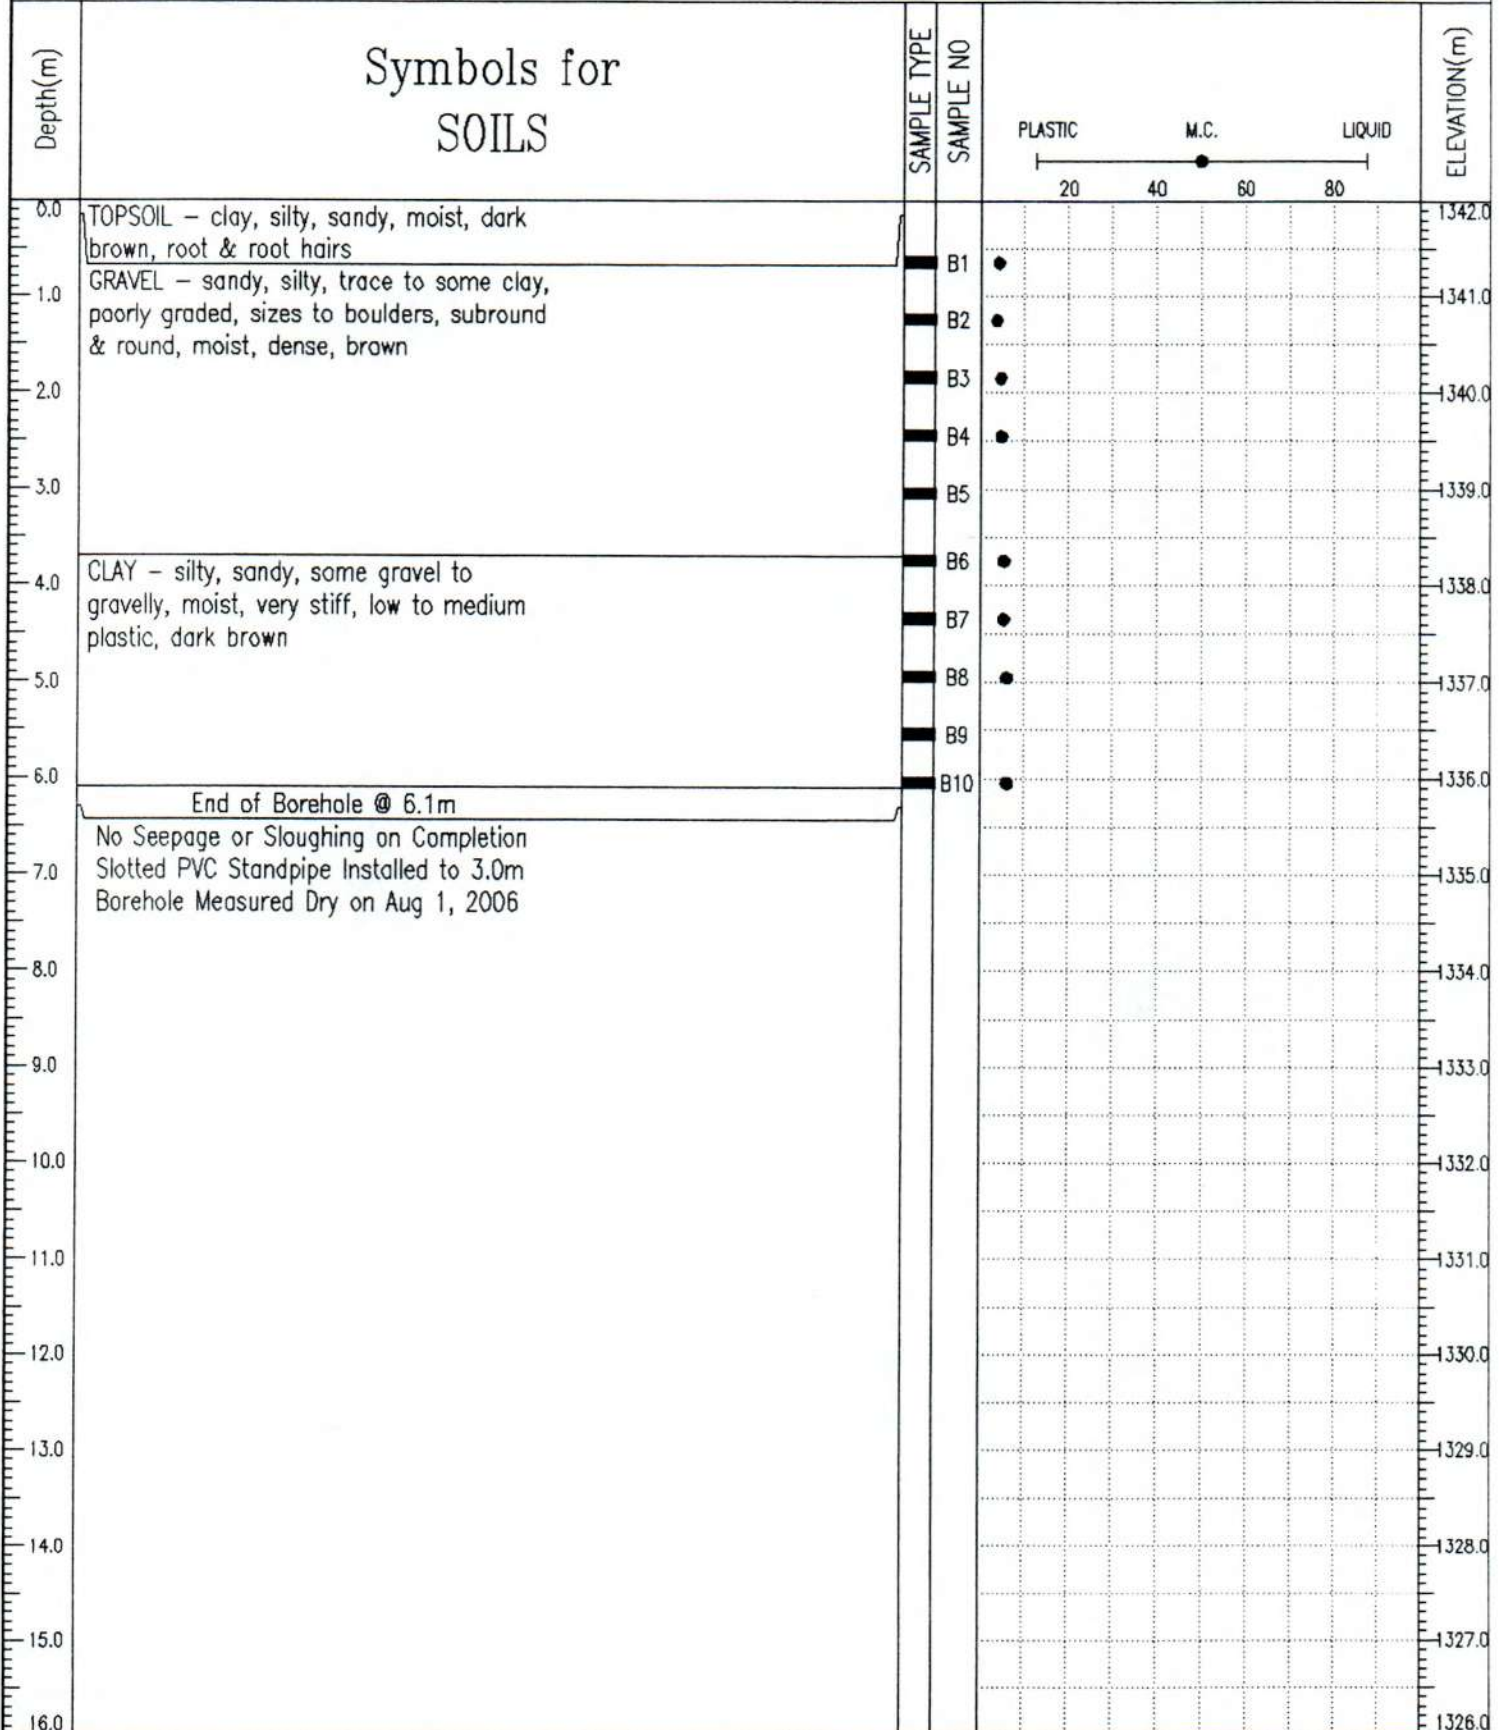 Depth(m)
Symbols for
SOILS
SAMPLE TYPE
SAMPLE NO
PLASTIC M.C. LIQUID
20 40 60 80
ELEVATION(m)
0.0
TOPSOIL – clay, silty, sandy, moist, dark
brown, root & root hairs
1342.0
B1
GRAVEL – sandy, silty, trace to some clay,
1.0
1341.0
poorly graded, sizes to boulders, subround
B2
& round, moist, dense, brown
B3
2.0
1340.0
B4
3.0
B5
1339.0
B6
CLAY – silty, sandy, some gravel to
4.0
1338.0
gravelly, moist, very stiff, low to medium
B7
plastic, dark brown
5.0
B8
1337.0
B9
6.0
B10
1336.0
End of Borehole @ 6.1m
No Seepage or Sloughing on Completion
7.0
Slotted PVC Standpipe Installed to 3.0m
1335.0
Borehole Measured Dry on Aug 1, 2006
8.0
1334.0
9.0
1333.0
10.0
1332.0
11.0
1331.0
12.0
1330.0
13.0
1329.0
14.0
1328.0
15.0
1327.0
16.0
1326.0